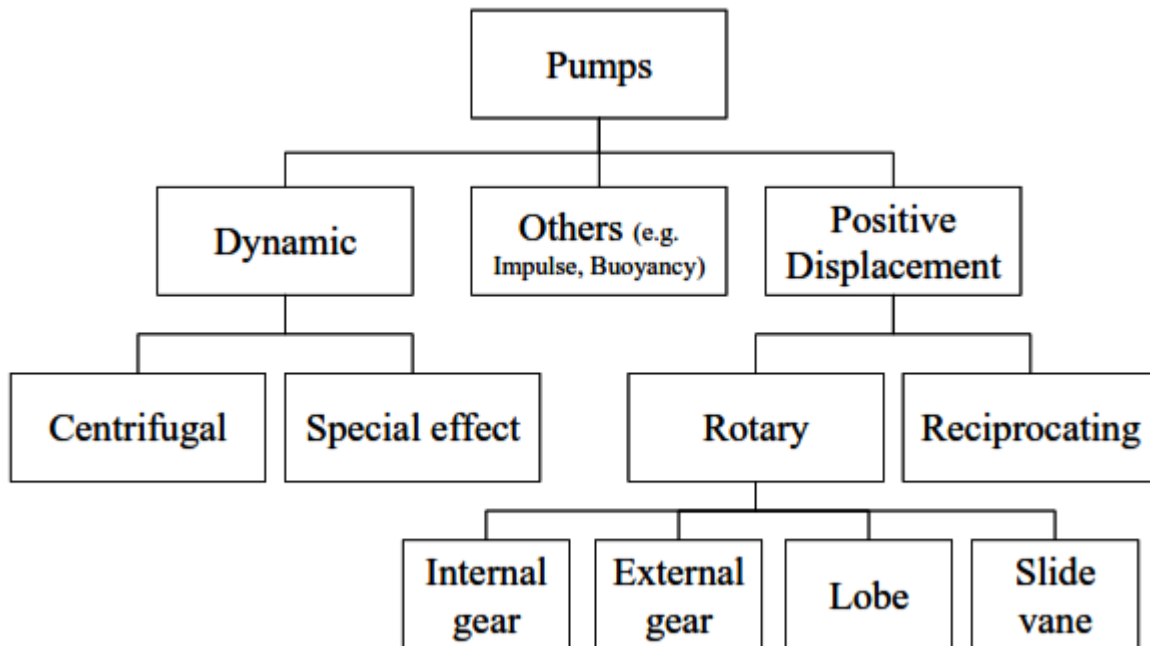 Pumps
Dynamic
Others (e.g.
Impulse, Buoyancy)
Positive
Displacement
Centrifugal
Special effect
Rotary
Reciprocating
Internal
gear
External
gear
Lobe
Slide
vane